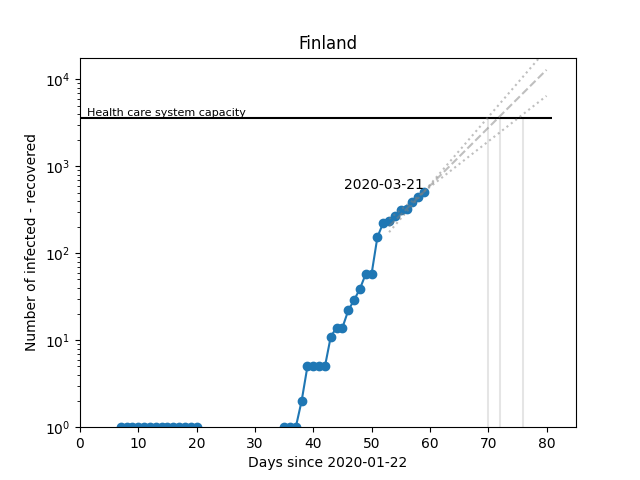 Finland
10⁴
Health care system capacity
10³
2020-03-21
10²
10¹
10⁰
Number of infected - recovered
0 10 20 30 40 50 60 70 80
Days since 2020-01-22